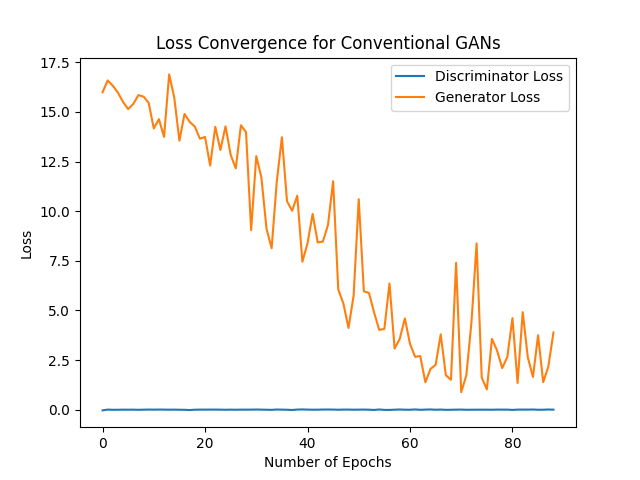 Loss Convergence for Conventional GANs
17.5
15.0
12.5
10.0
7.5
5.0
2.5
0.0
Loss
Discriminator Loss
Generator Loss
0 20 40 60 80
Number of Epochs